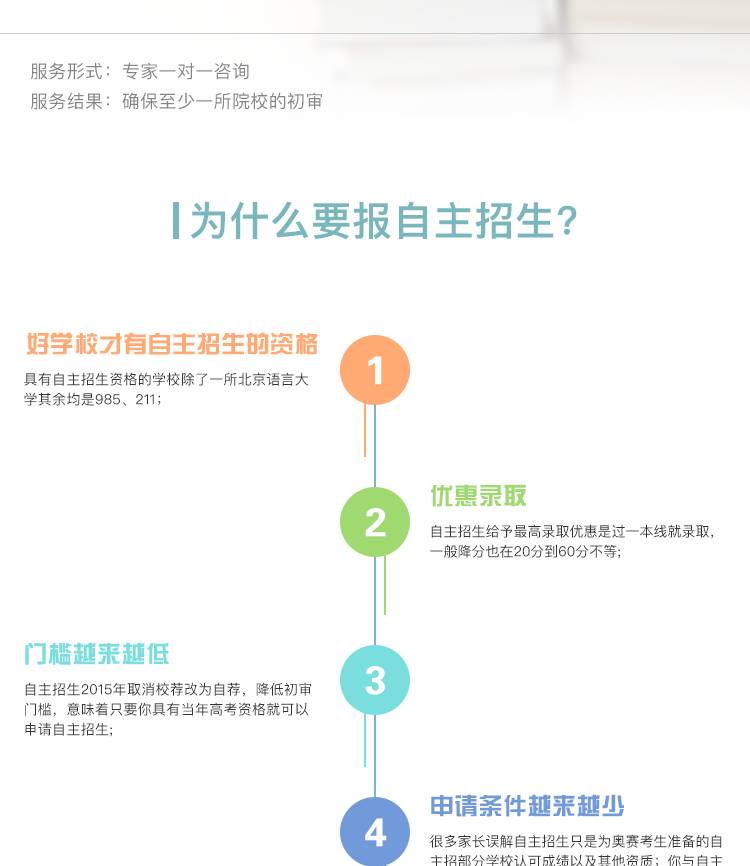 服务形式：专家一对一咨询
服务结果：确保至少一所院校的初审
为什么要报自主招生?
好学校才有自主招生的资格
1
具有自主招生资格的学校除了一所北京语言大
学其余均是985、211；
2
优惠录取
自主招生给予最高录取优惠是过一本线就录取，
一般降分也在20分到60分不等;
门槛越来越低
3
自主招生2015年取消校荐改为自荐，降低初审
门槛，意味着只要你具有当年高考资格就可以
申请自主招生;
4
申请条件越来越少
很多家长误解自主招生只是为奥赛考生准备的自
主招部分学校认可成绩以及其他资质；你与自主